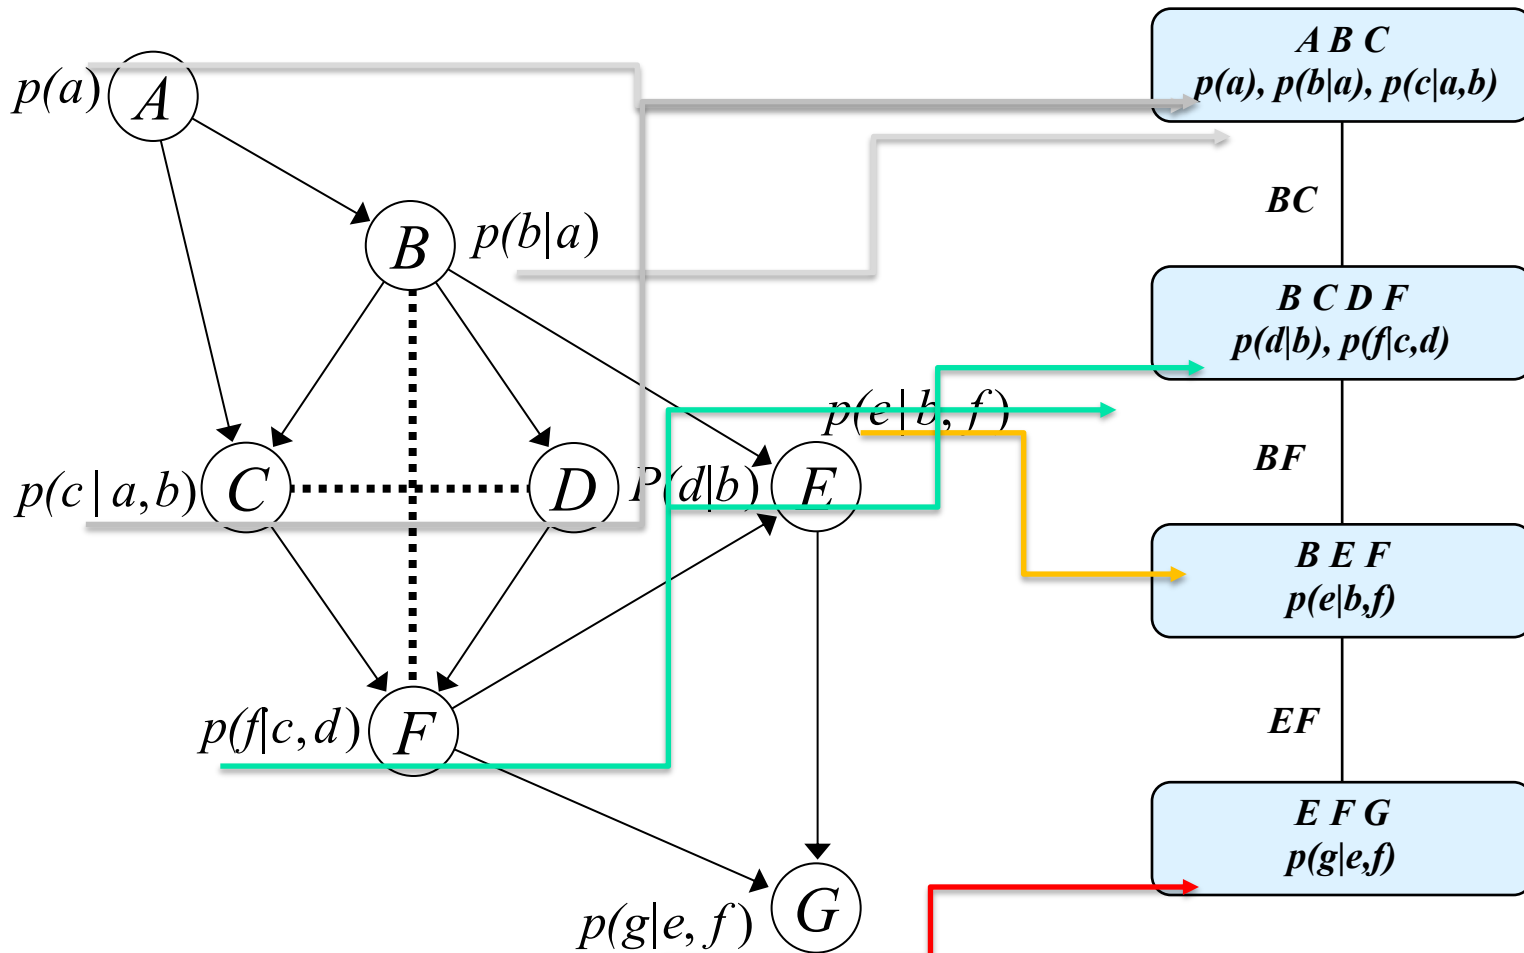 p(a)
A
B
p(b|a)
p(e|b, f)
p(c|a,b)
C
D
P(d|b)
E
p(f|c,d)
F
p(g|e, f)
G
A B C
p(a), p(b|a), p(c|a,b)
BC
B C D F
p(d|b), p(f|c,d)
BF
B E F
p(e|b,f)
EF
E F G
p(g|e,f)